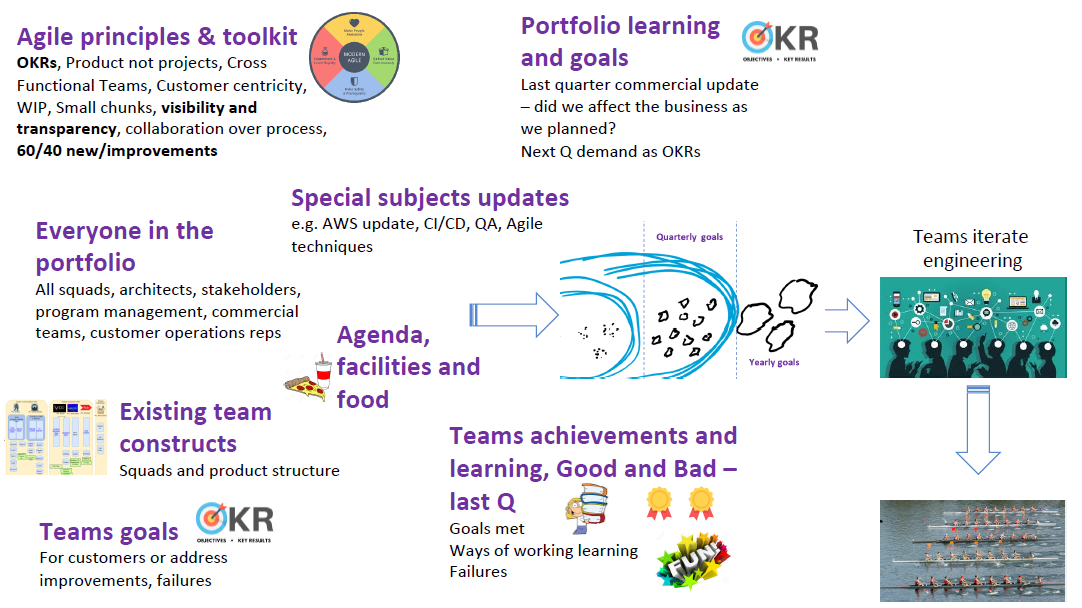 Agile principles & toolkit
OKRs, Product not projects, Cross
Functional Teams, Customer centricity,
WIP, Small chunks, visibility and
transparency, collaboration over process,
60/40 new/improvements
MODERN
AGILE
Portfolio learning
and goals
OKR
OBJECTIVES • KEY RESULTS
Last quarter commercial update
– did we affect the business as
we planned?
Next Q demand as OKRs
Special subjects updates
e.g. AWS update, CI/CD, QA, Agile
techniques
Everyone in the
portfolio
All squads, architects, stakeholders,
program management, commercial
teams, customer operations reps
Quarterly goals
Yearly goals
Teams iterate
engineering
Agenda,
facilities and
food
Existing team
constructs
Squads and product structure
Teams goals
OKR
OBJECTIVES • KEY RESULTS
For customers or address
improvements, failures
Teams achievements and
learning, Good and Bad –
last Q
Goals met
Ways of working learning
Failures
FUN!